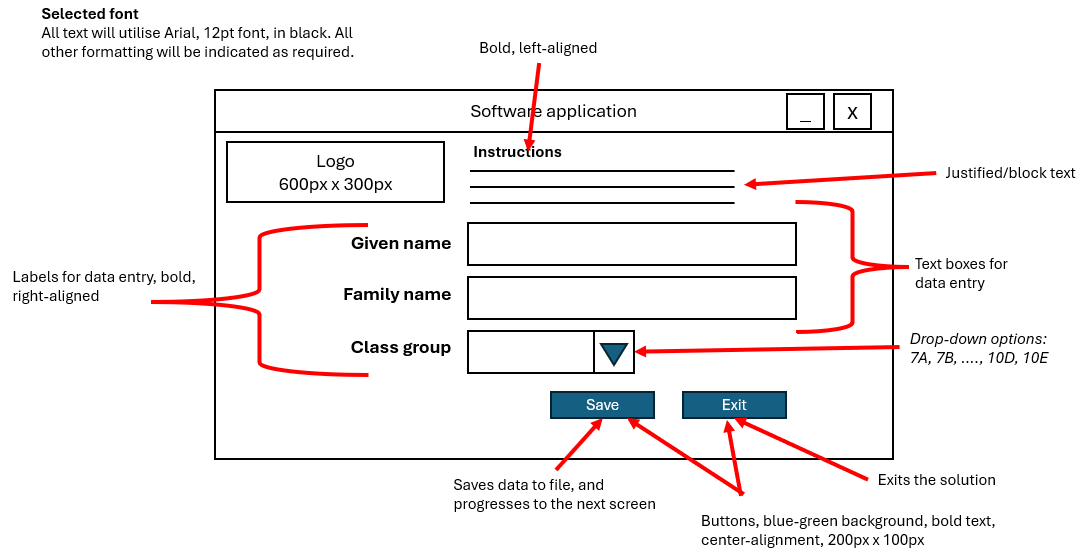 Selected font
All text will utilise Arial, 12pt font, in black. All
other formatting will be indicated as required.
Bold, left-aligned
Software application
_
X
Logo
600px x 300px
Instructions
Justified/block text
Given name
Labels for data entry, bold,
right-aligned
Text boxes for
data entry
Family name
Class group
Drop-down options:
7A, 7B, ...., 10D, 10E
Save
Exit
Saves data to file, and
progresses to the next screen
Exits the solution
Buttons, blue-green background, bold text,
center-alignment, 200px x 100px